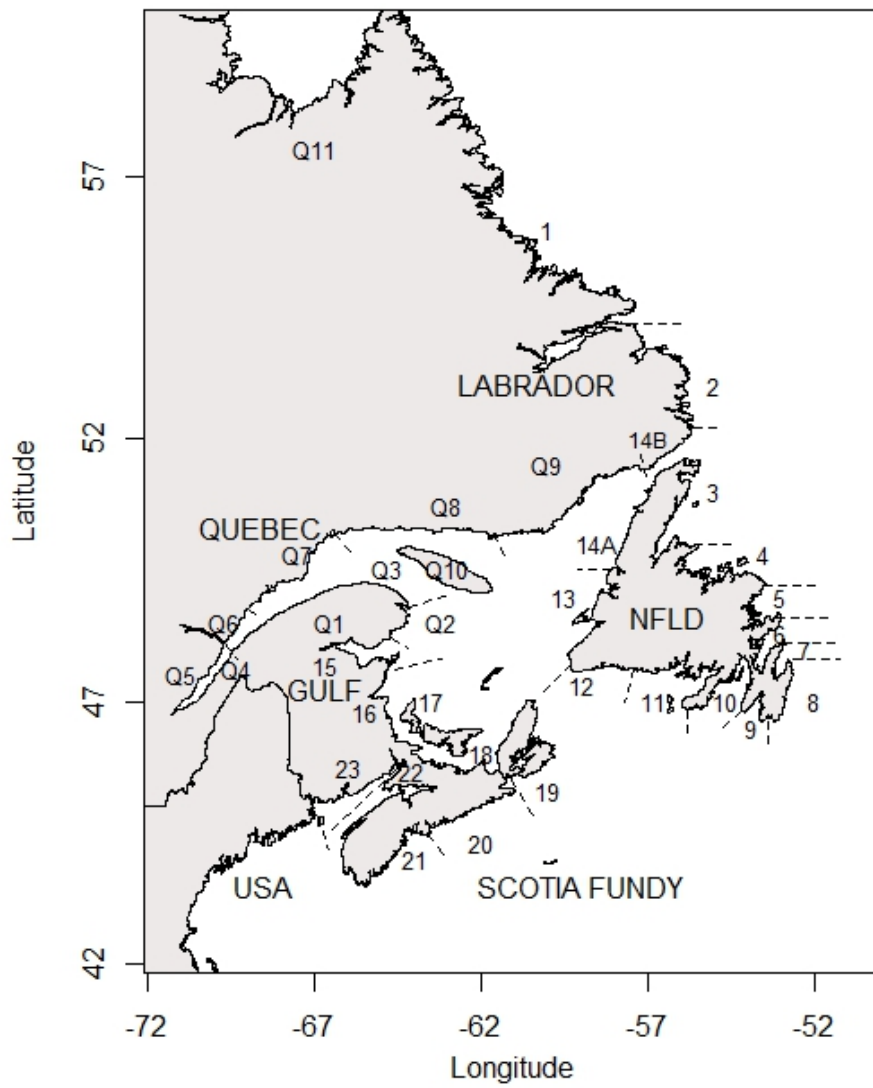 Q11
57
1
LABRADOR
2
52
14B
Q9
3
Q8
QUEBEC
Q7
14A
4
Q3
Q10
5
13
Q6
Q1
Q2
NFLD
6
7
15
Q4
Q5
GULF
12
11
10
8
47
16
17
9
18
23
22
19
20
21
USA
SCOTIA FUNDY
42
Latitude
-72
-67
-62
-57
-52
Longitude